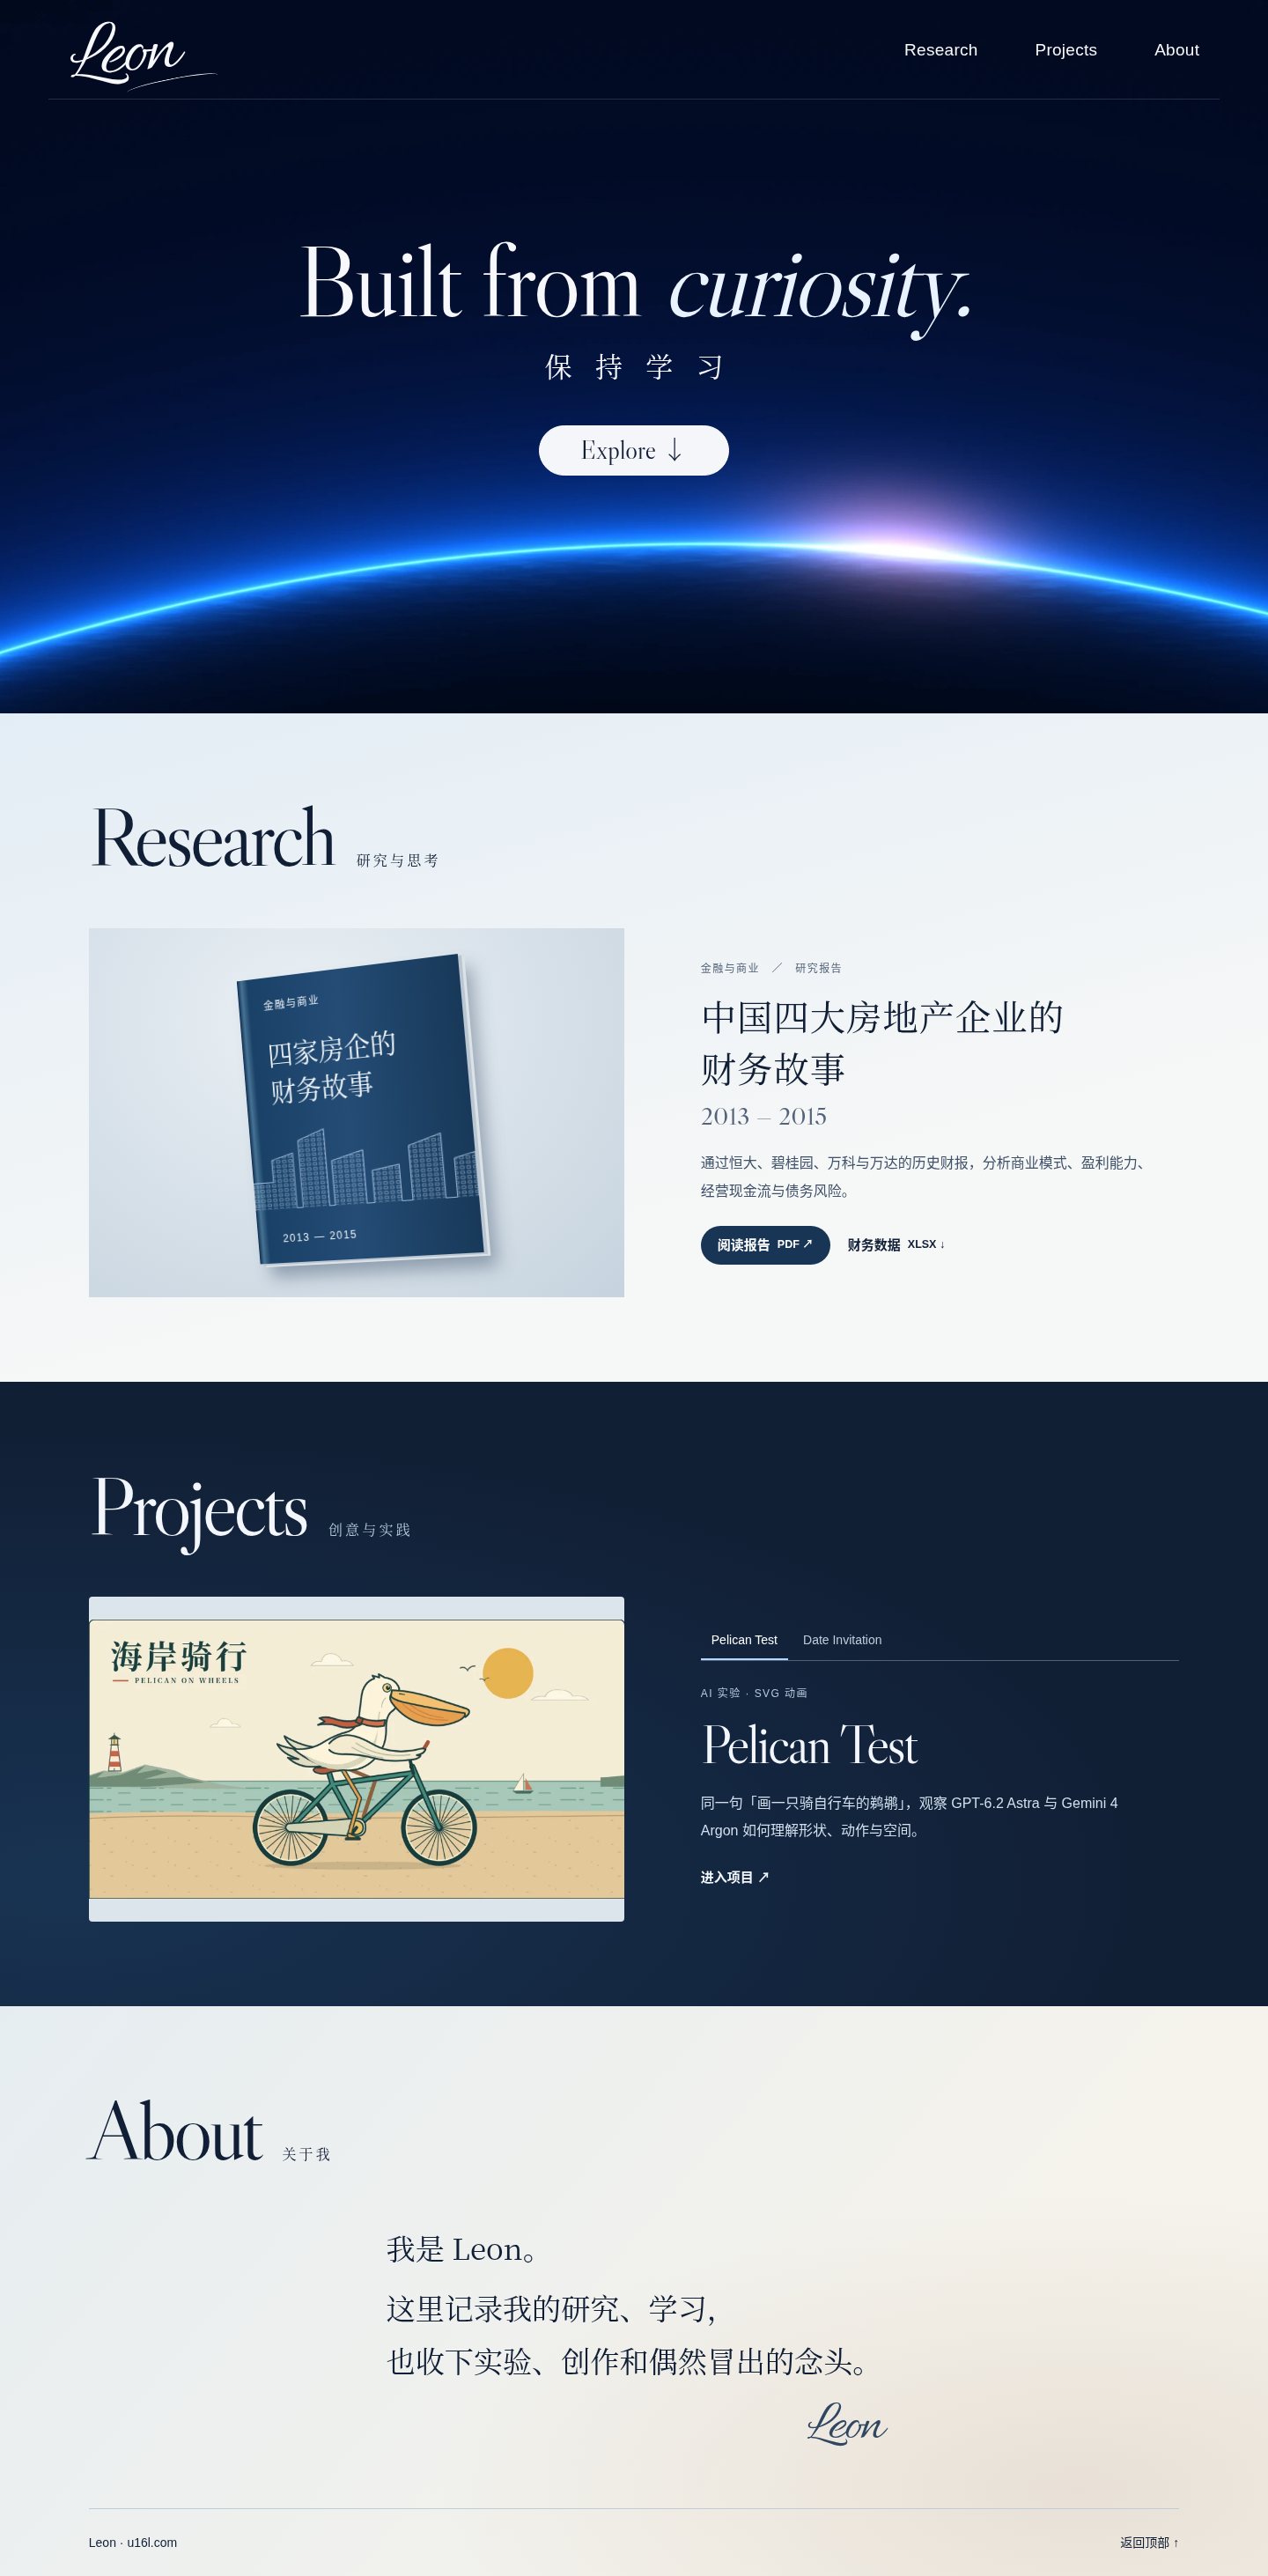 Leon
Research Projects About
Built from curiosity.
保持学习
Explore ↓
Research 研究与思考
金融与商业
四家房企的
财务故事
2013 — 2015
金融与商业 ／ 研究报告
中国四大房地产企业的
财务故事
2013 — 2015
通过恒大、碧桂园、万科与万达的历史财报，分析商业模式、盈利能力、
经营现金流与债务风险。
阅读报告 PDF ↗ 财务数据 XLSX ↓
Projects 创意与实践
海岸骑行
PELICAN ON WHEELS
Pelican Test Date Invitation
AI 实验 · SVG 动画
Pelican Test
同一句「画一只骑自行车的鹈鹕」，观察 GPT-6.2 Astra 与 Gemini 4
Argon 如何理解形状、动作与空间。
进入项目 ↗
About 关于我
我是 Leon。
这里记录我的研究、学习，
也收下实验、创作和偶然冒出的念头。
Leon
Leon · u16l.com 返回顶部 ↑